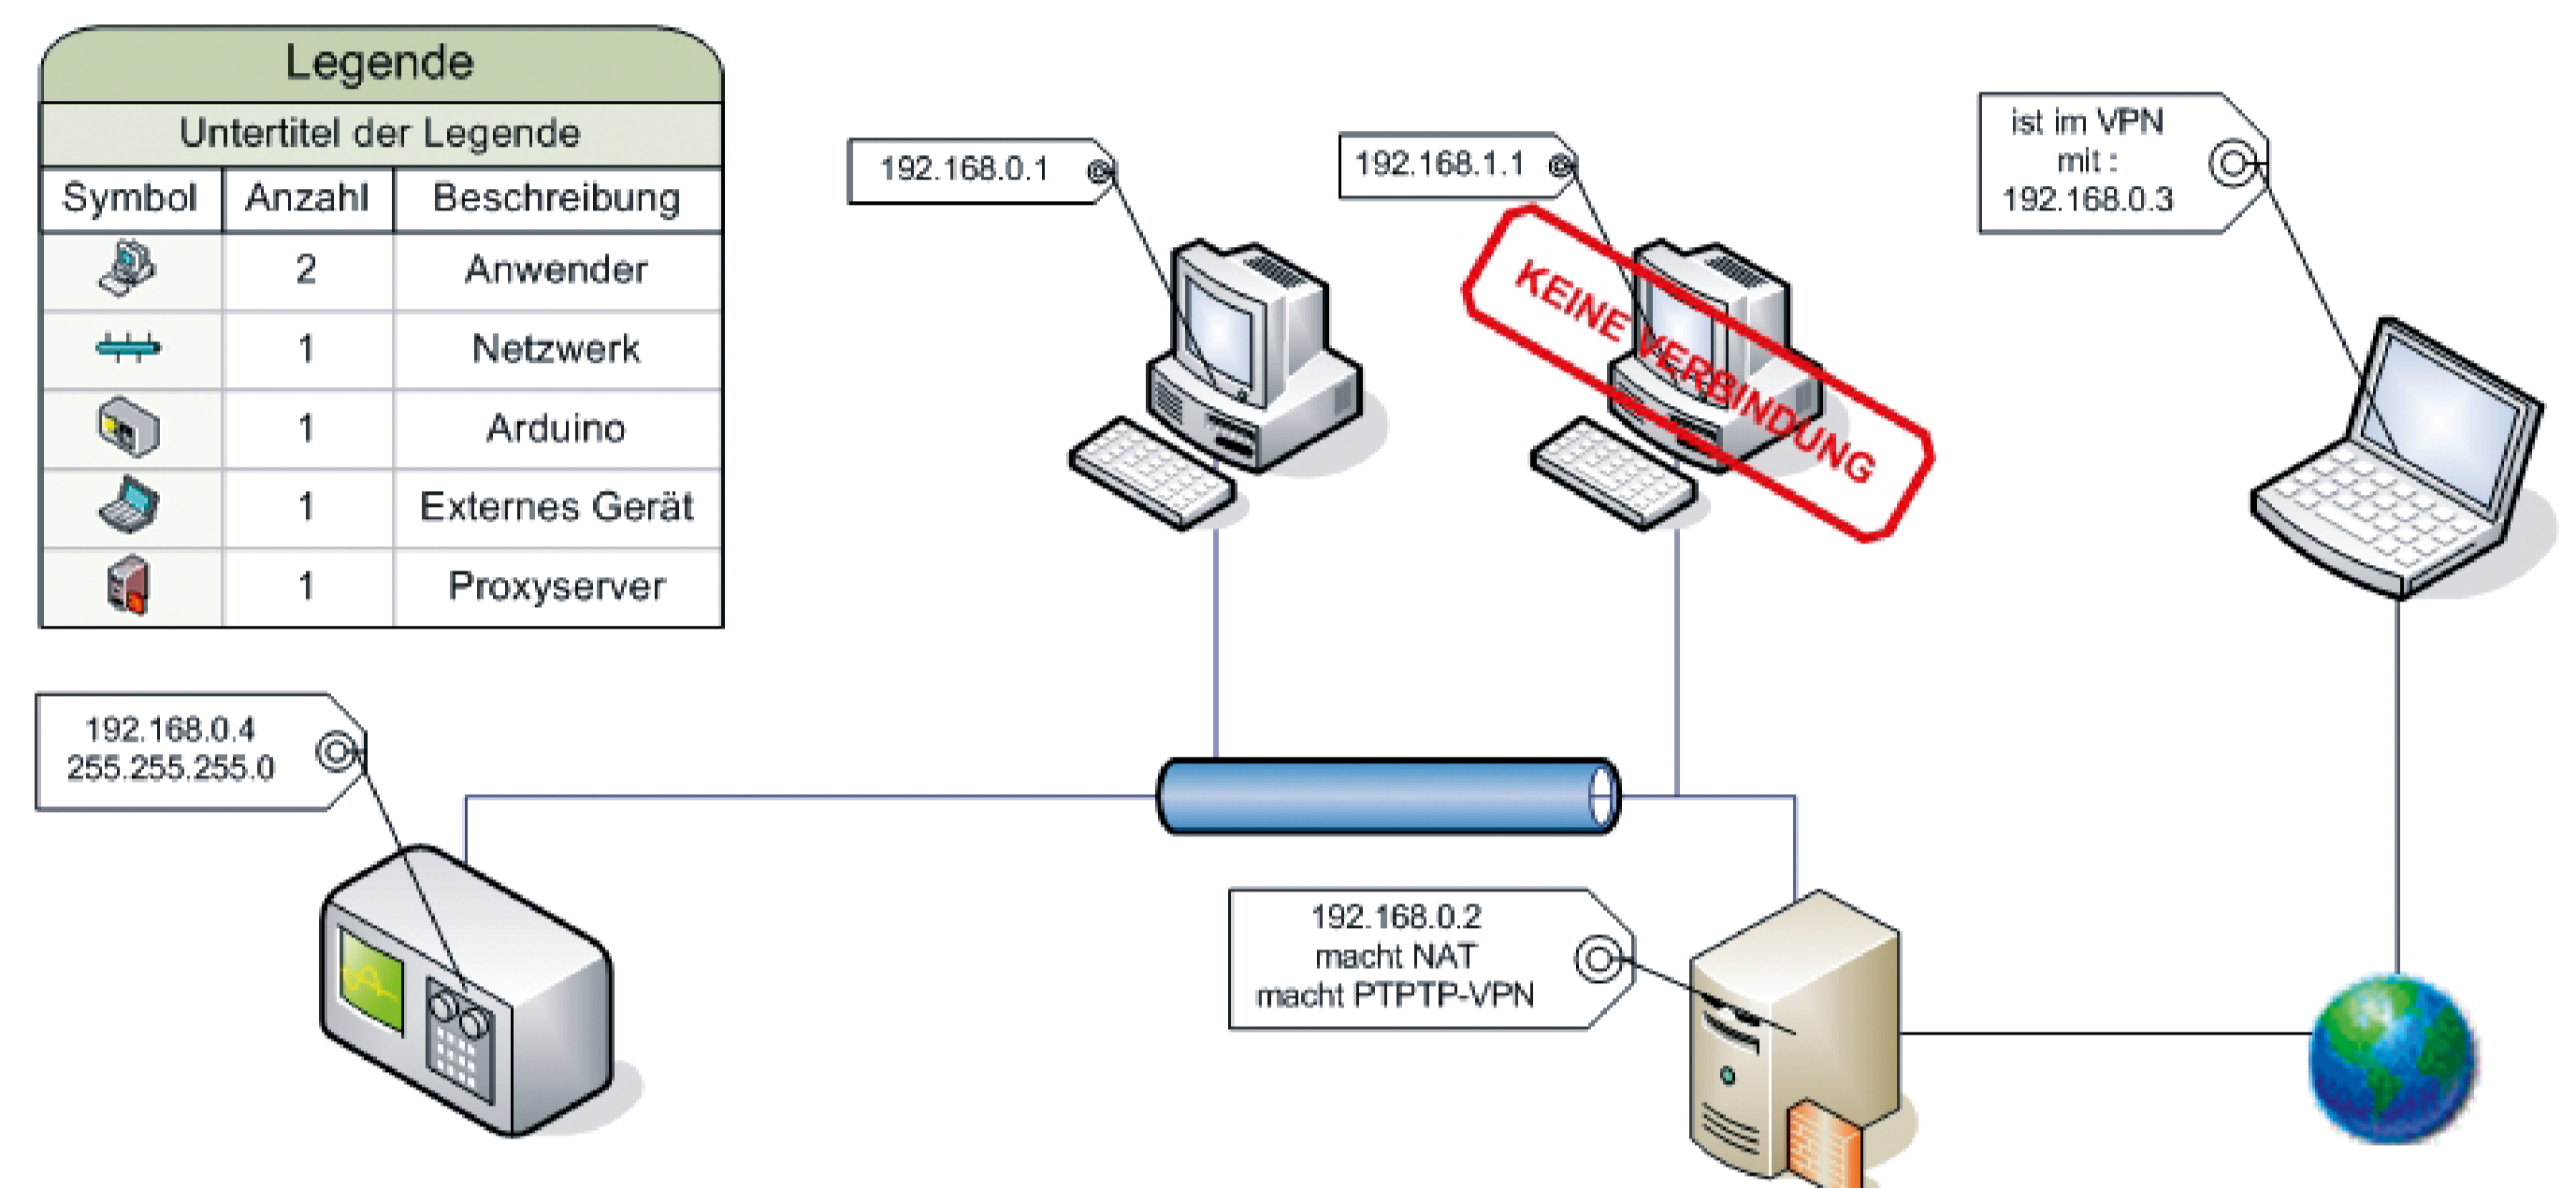 Legende
Untertitel der Legende
Symbol Anzahl Beschreibung
2 Anwender
1 Netzwerk
1 Arduino
1 Externes Gerät
1 Proxyserver
192.168.0.1
192.168.1.1
KEINE VERBINDUNG
ist im VPN
mit :
192.168.0.3
192.168.0.4
255.255.255.0
192.168.0.2
macht NAT
macht PTPTP-VPN